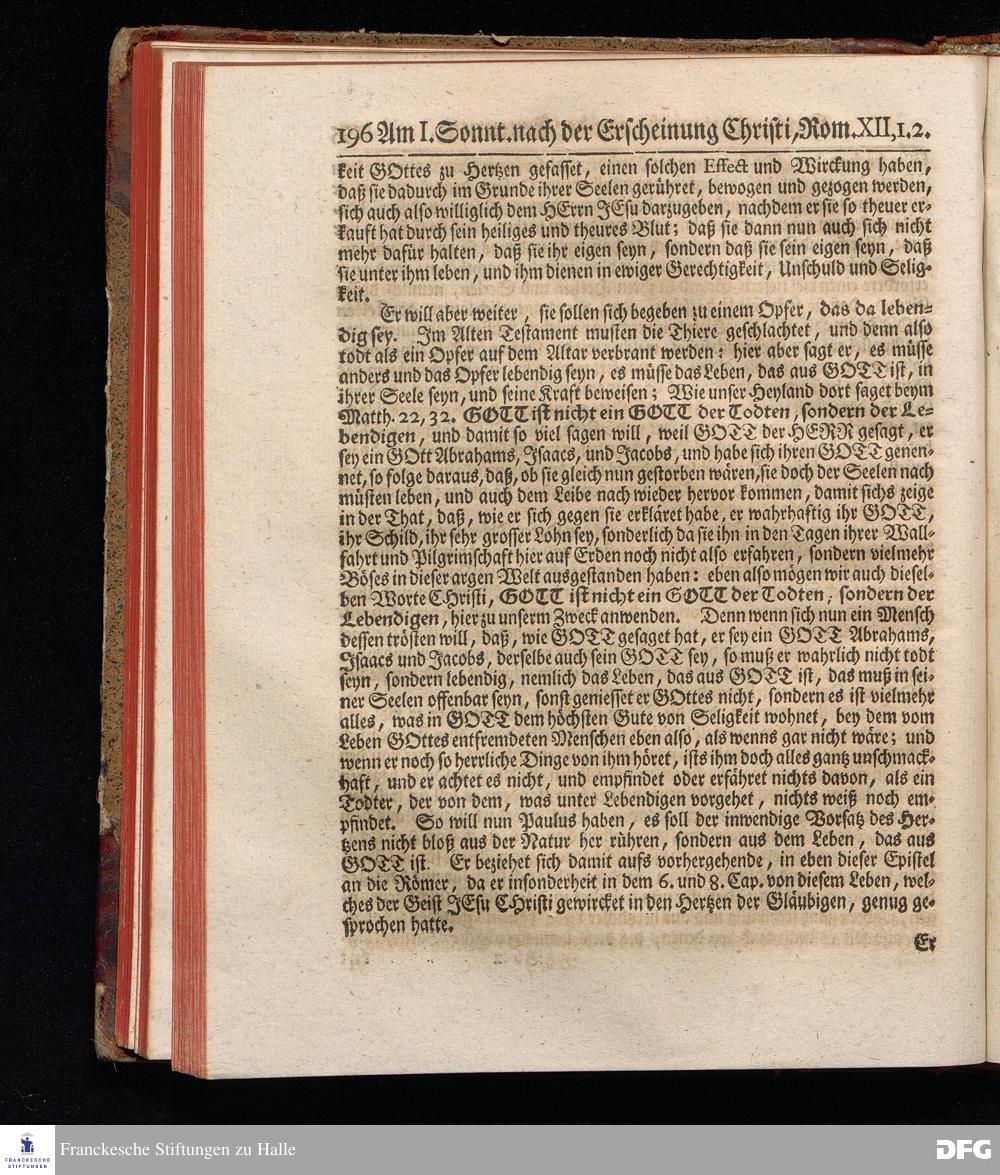 196 Am I. Sonnt. nach der Erscheinung Christi, Rom. XII, 1. 2.
keit GOttes zu Hertzen gefasset, einen solchen Effect und Wirckung haben,
daß sie dadurch im Grunde ihrer Seelen gerühret, bewogen und gezogen werden,
sich auch also williglich dem HErrn JEsu darzugeben, nachdem er sie so theuer er-
kauft hat durch sein heiliges und theures Blut; daß sie dann nun auch sich nicht
mehr dafür halten, daß sie ihr eigen seyn, sondern daß sie sein eigen seyn, daß
sie unter ihm leben, und ihm dienen in ewiger Gerechtigkeit, Unschuld und Selig-
keit.
Er will aber weiter, sie sollen sich begeben zu einem Opfer, das da leben-
dig sey. Im Alten Testament musten die Thiere geschlachtet, und denn also
todt als ein Opfer auf dem Altar verbrant werden: hier aber sagt er, es müsse
anders und das Opfer lebendig seyn, es müsse das Leben, das aus GOTT ist, in
ihrer Seele seyn, und seine Kraft beweisen; Wie unser Heyland dort saget beym
Matth. 22, 32. GOTT ist nicht ein GOTT der Todten, sondern der Le-
bendigen, und damit so viel sagen will, weil GOTT der HERR gesagt, er
sey ein GOtt Abrahams, Isaacs, und Jacobs, und habe sich ihren GOTT genen-
net, so folge daraus, daß, ob sie gleich nun gestorben wären, sie doch der Seelen nach
müsten leben, und auch dem Leibe nach wieder hervor kommen, damit sichs zeige
in der That, daß, wie er sich gegen sie erkläret habe, er wahrhaftig ihr GOTT,
ihr Schild, ihr sehr grosser Lohn sey, sonderlich da sie ihn in den Tagen ihrer Wall-
fahrt und Pilgrimschaft hier auf Erden noch nicht also erfahren, sondern vielmehr
Böses in dieser argen Welt ausgestanden haben: eben also mögen wir auch diesel-
ben Worte CHristi, GOTT ist nicht ein GOTT der Todten, sondern der
Lebendigen, hier zu unserm Zweck anwenden. Denn wenn sich nun ein Mensch
dessen trösten will, daß, wie GOTT gesaget hat, er sey ein GOTT Abrahams,
Isaacs und Jacobs, derselbe auch sein GOTT sey, so muß er wahrlich nicht todt
seyn, sondern lebendig, nemlich das Leben, das aus GOTT ist, das muß in sei-
ner Seelen offenbar seyn, sonst geniesset er GOttes nicht, sondern es ist vielmehr
alles, was in GOTT dem höchsten Gute von Seligkeit wohnet, bey dem vom
Leben GOttes entfremdeten Menschen eben also, als wenns gar nicht wäre; und
wenn er noch so herrliche Dinge von ihm höret, ists ihm doch alles gantz unschmack-
haft, und er achtet es nicht, und empfindet oder erfähret nichts davon, als ein
Todter, der von dem, was unter Lebendigen vorgehet, nichts weiß noch em-
pfindet. So will nun Paulus haben, es soll der inwendige Vorsatz des Her-
tzens nicht bloß aus der Natur her rühren, sondern aus dem Leben, das aus
GOTT ist. Er beziehet sich damit aufs vorhergehende, in eben dieser Epistel
an die Römer, da er insonderheit in dem 6. und 8. Cap. von diesem Leben, wel-
ches der Geist JEsu CHristi gewircket in den Hertzen der Gläubigen, genug ge-
sprochen hatte.
Er
FRANCKESCHE STIFTUNGEN
Franckesche Stiftungen zu Halle
DFG